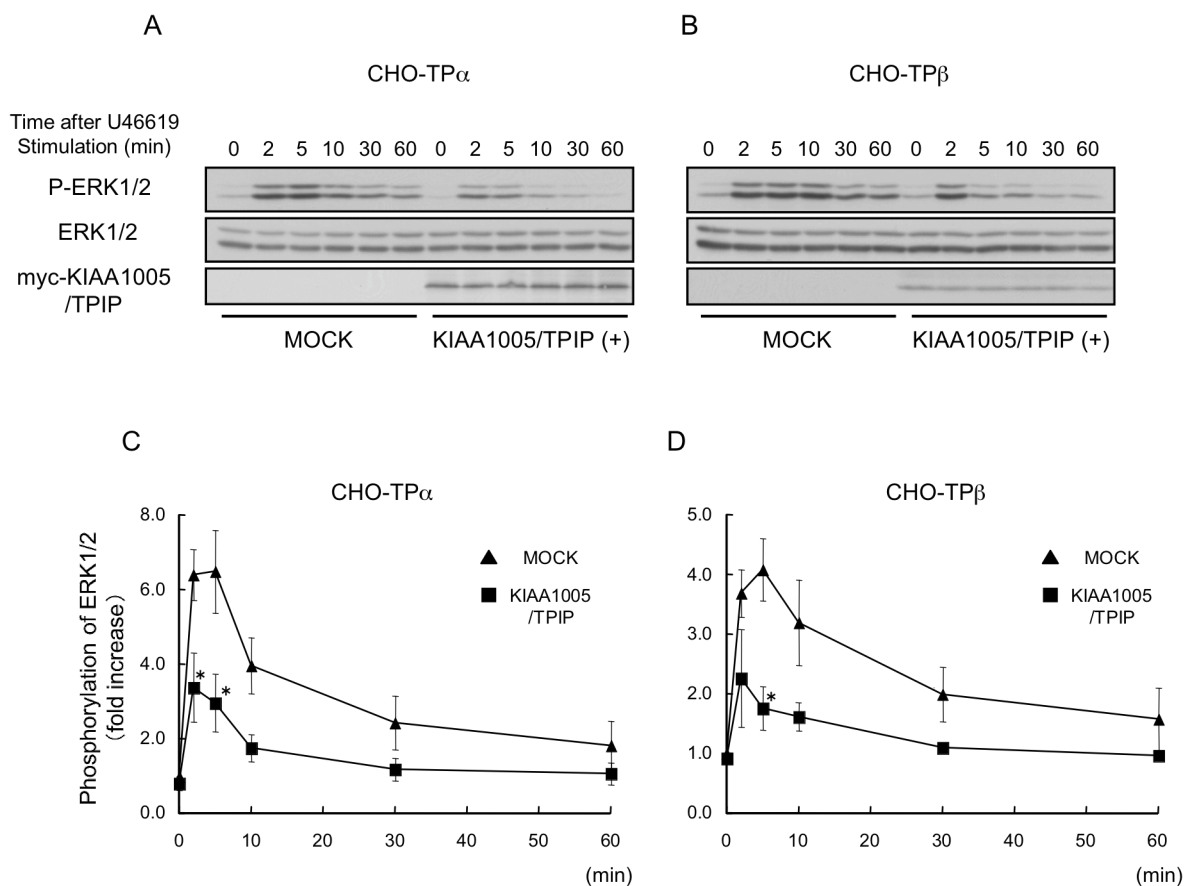 A
B
CHO-TPα
CHO-TPβ
Time after U46619
Stimulation (min)
0 2 5 10 30 60 0 2 5 10 30 60
0 2 5 10 30 60 0 2 5 10 30 60
P-ERK1/2
ERK1/2
myc-KIAA1005
/TPIP
MOCK
KIAA1005/TPIP (+)
MOCK
KIAA1005/TPIP (+)
C
D
CHO-TPα
CHO-TPβ
Phosphorylation of ERK1/2
(fold increase)
8.0
6.0
4.0
2.0
0.0
MOCK
KIAA1005
/TPIP
*
*
0 10 20 30 40 50 60
(min)
5.0
4.0
3.0
2.0
1.0
0.0
MOCK
KIAA1005
/TPIP
*
0 10 20 30 40 50 60
(min)